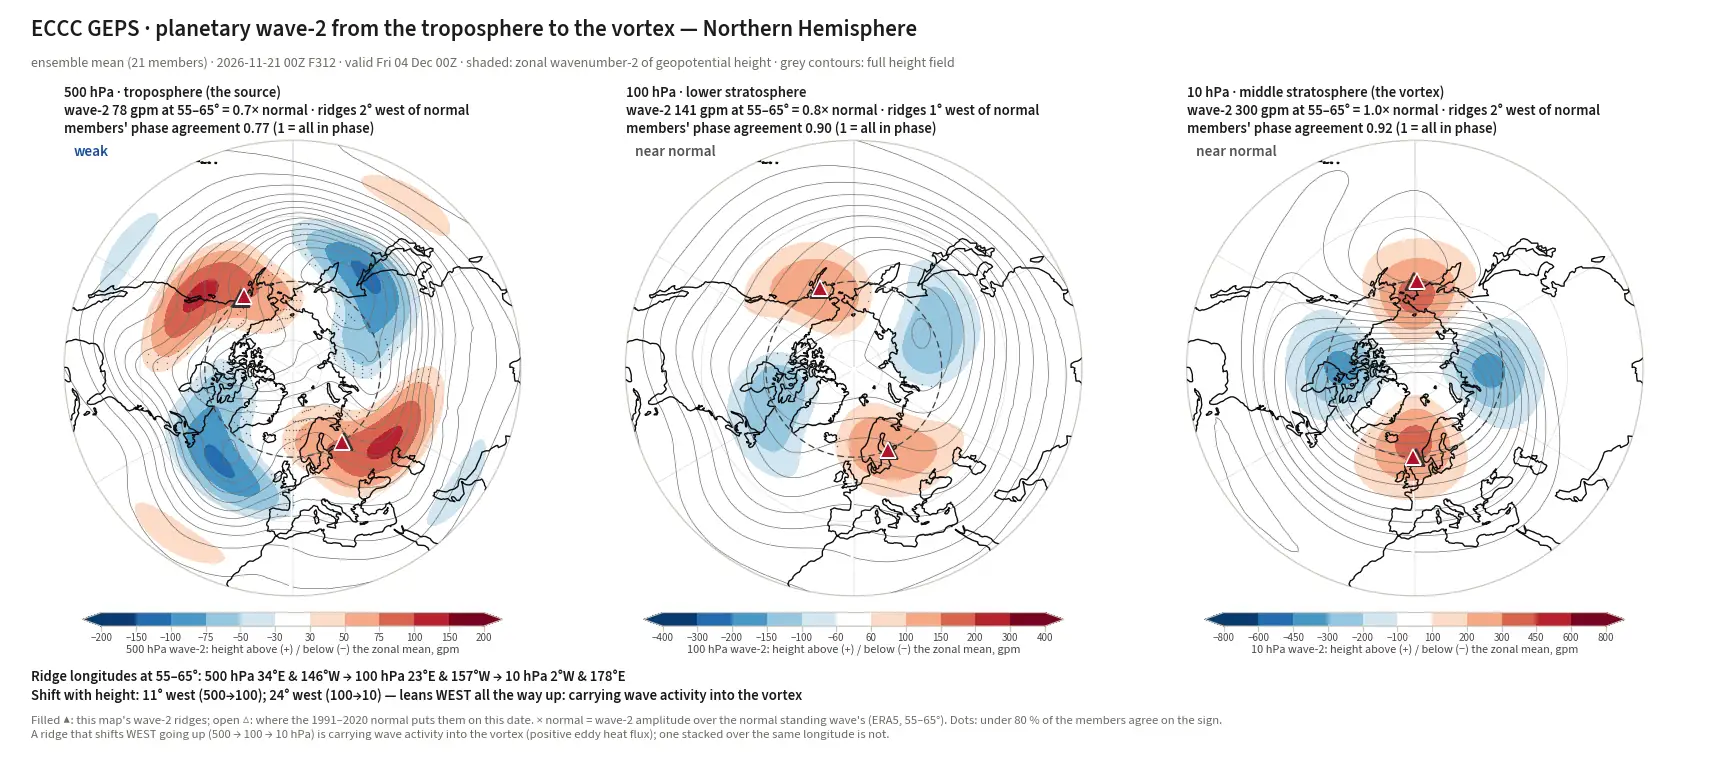 ECCC GEPS · planetary wave-2 from the troposphere to the vortex — Northern Hemisphere
ensemble mean (21 members) · 2026-11-21 00Z F312 · valid Fri 04 Dec 00Z · shaded: zonal wavenumber-2 of geopotential height · grey contours: full height field
500 hPa · troposphere (the source)
wave-2 78 gpm at 55–65° = 0.7× normal · ridges 2° west of normal
members' phase agreement 0.77 (1 = all in phase)
weak
100 hPa · lower stratosphere
wave-2 141 gpm at 55–65° = 0.8× normal · ridges 1° west of normal
members' phase agreement 0.90 (1 = all in phase)
near normal
10 hPa · middle stratosphere (the vortex)
wave-2 300 gpm at 55–65° = 1.0× normal · ridges 2° west of normal
members' phase agreement 0.92 (1 = all in phase)
near normal
−200 −150 −100 −75 −50 −30 30 50 75 100 150 200
500 hPa wave-2: height above (+) / below (−) the zonal mean, gpm
−400 −300 −200 −150 −100 −60 60 100 150 200 300 400
100 hPa wave-2: height above (+) / below (−) the zonal mean, gpm
−800 −600 −450 −300 −200 −100 100 200 300 450 600 800
10 hPa wave-2: height above (+) / below (−) the zonal mean, gpm
Ridge longitudes at 55–65°: 500 hPa 34°E & 146°W → 100 hPa 23°E & 157°W → 10 hPa 2°W & 178°E
Shift with height: 11° west (500→100); 24° west (100→10) — leans WEST all the way up: carrying wave activity into the vortex
Filled ▲: this map's wave-2 ridges; open △: where the 1991–2020 normal puts them on this date. × normal = wave-2 amplitude over the normal standing wave's (ERA5, 55–65°). Dots: under 80 % of the members agree on the sign.
A ridge that shifts WEST going up (500 → 100 → 10 hPa) is carrying wave activity into the vortex (positive eddy heat flux); one stacked over the same longitude is not.